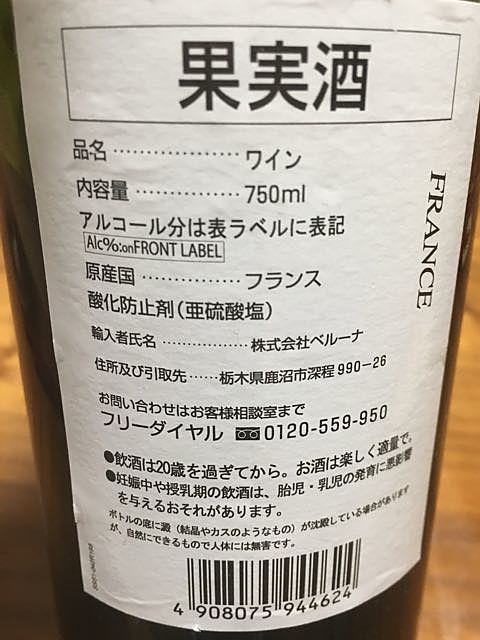 果実酒
品名 ‥‥‥‥‥‥‥‥‥ ワイン
内容量 ‥‥‥‥‥‥‥ 750ml
アルコール分は表ラベルに表記
Alc%:onFRONT LABEL
原産国 ‥‥‥‥‥‥‥ フランス
酸化防止剤(亜硫酸塩)
輸入者氏名 ‥‥‥‥‥‥‥‥ 株式会社ベルーナ
住所及び引取先 ‥‥‥ 栃木県鹿沼市深程990-26
お問い合わせはお客様相談室まで
フリーダイヤル 0120-559-950
●飲酒は20歳を過ぎてから。お酒は楽しく適量で。
●妊娠中や授乳期の飲酒は、胎児・乳児の発育に悪影響
を与えるおそれがあります。
ボトルの底に澱(結晶やカスのようなもの)が沈殿している場合があります
が、自然にできるもので人体には無害です。
4 908075 944624
FRANCE